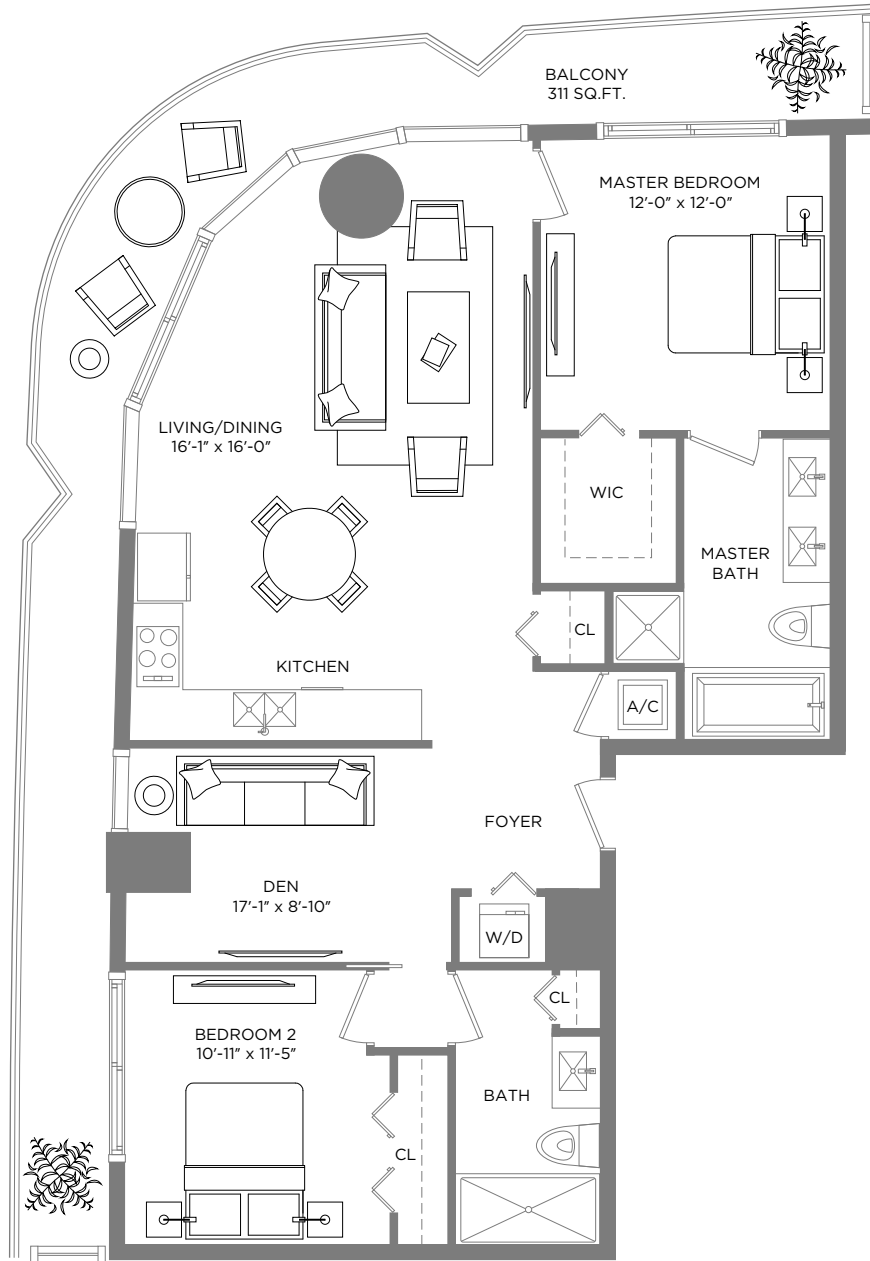 BALCONY
311 SQ.FT.
MASTER BEDROOM
12'-0" x 12'-0"
LIVING/DINING
16'-1" x 16'-0"
WIC
MASTER
BATH
CL
KITCHEN
A/C
FOYER
DEN
17'-1" x 8'-10"
W/D
CL
BEDROOM 2
10'-11" x 11'-5"
BATH
CL